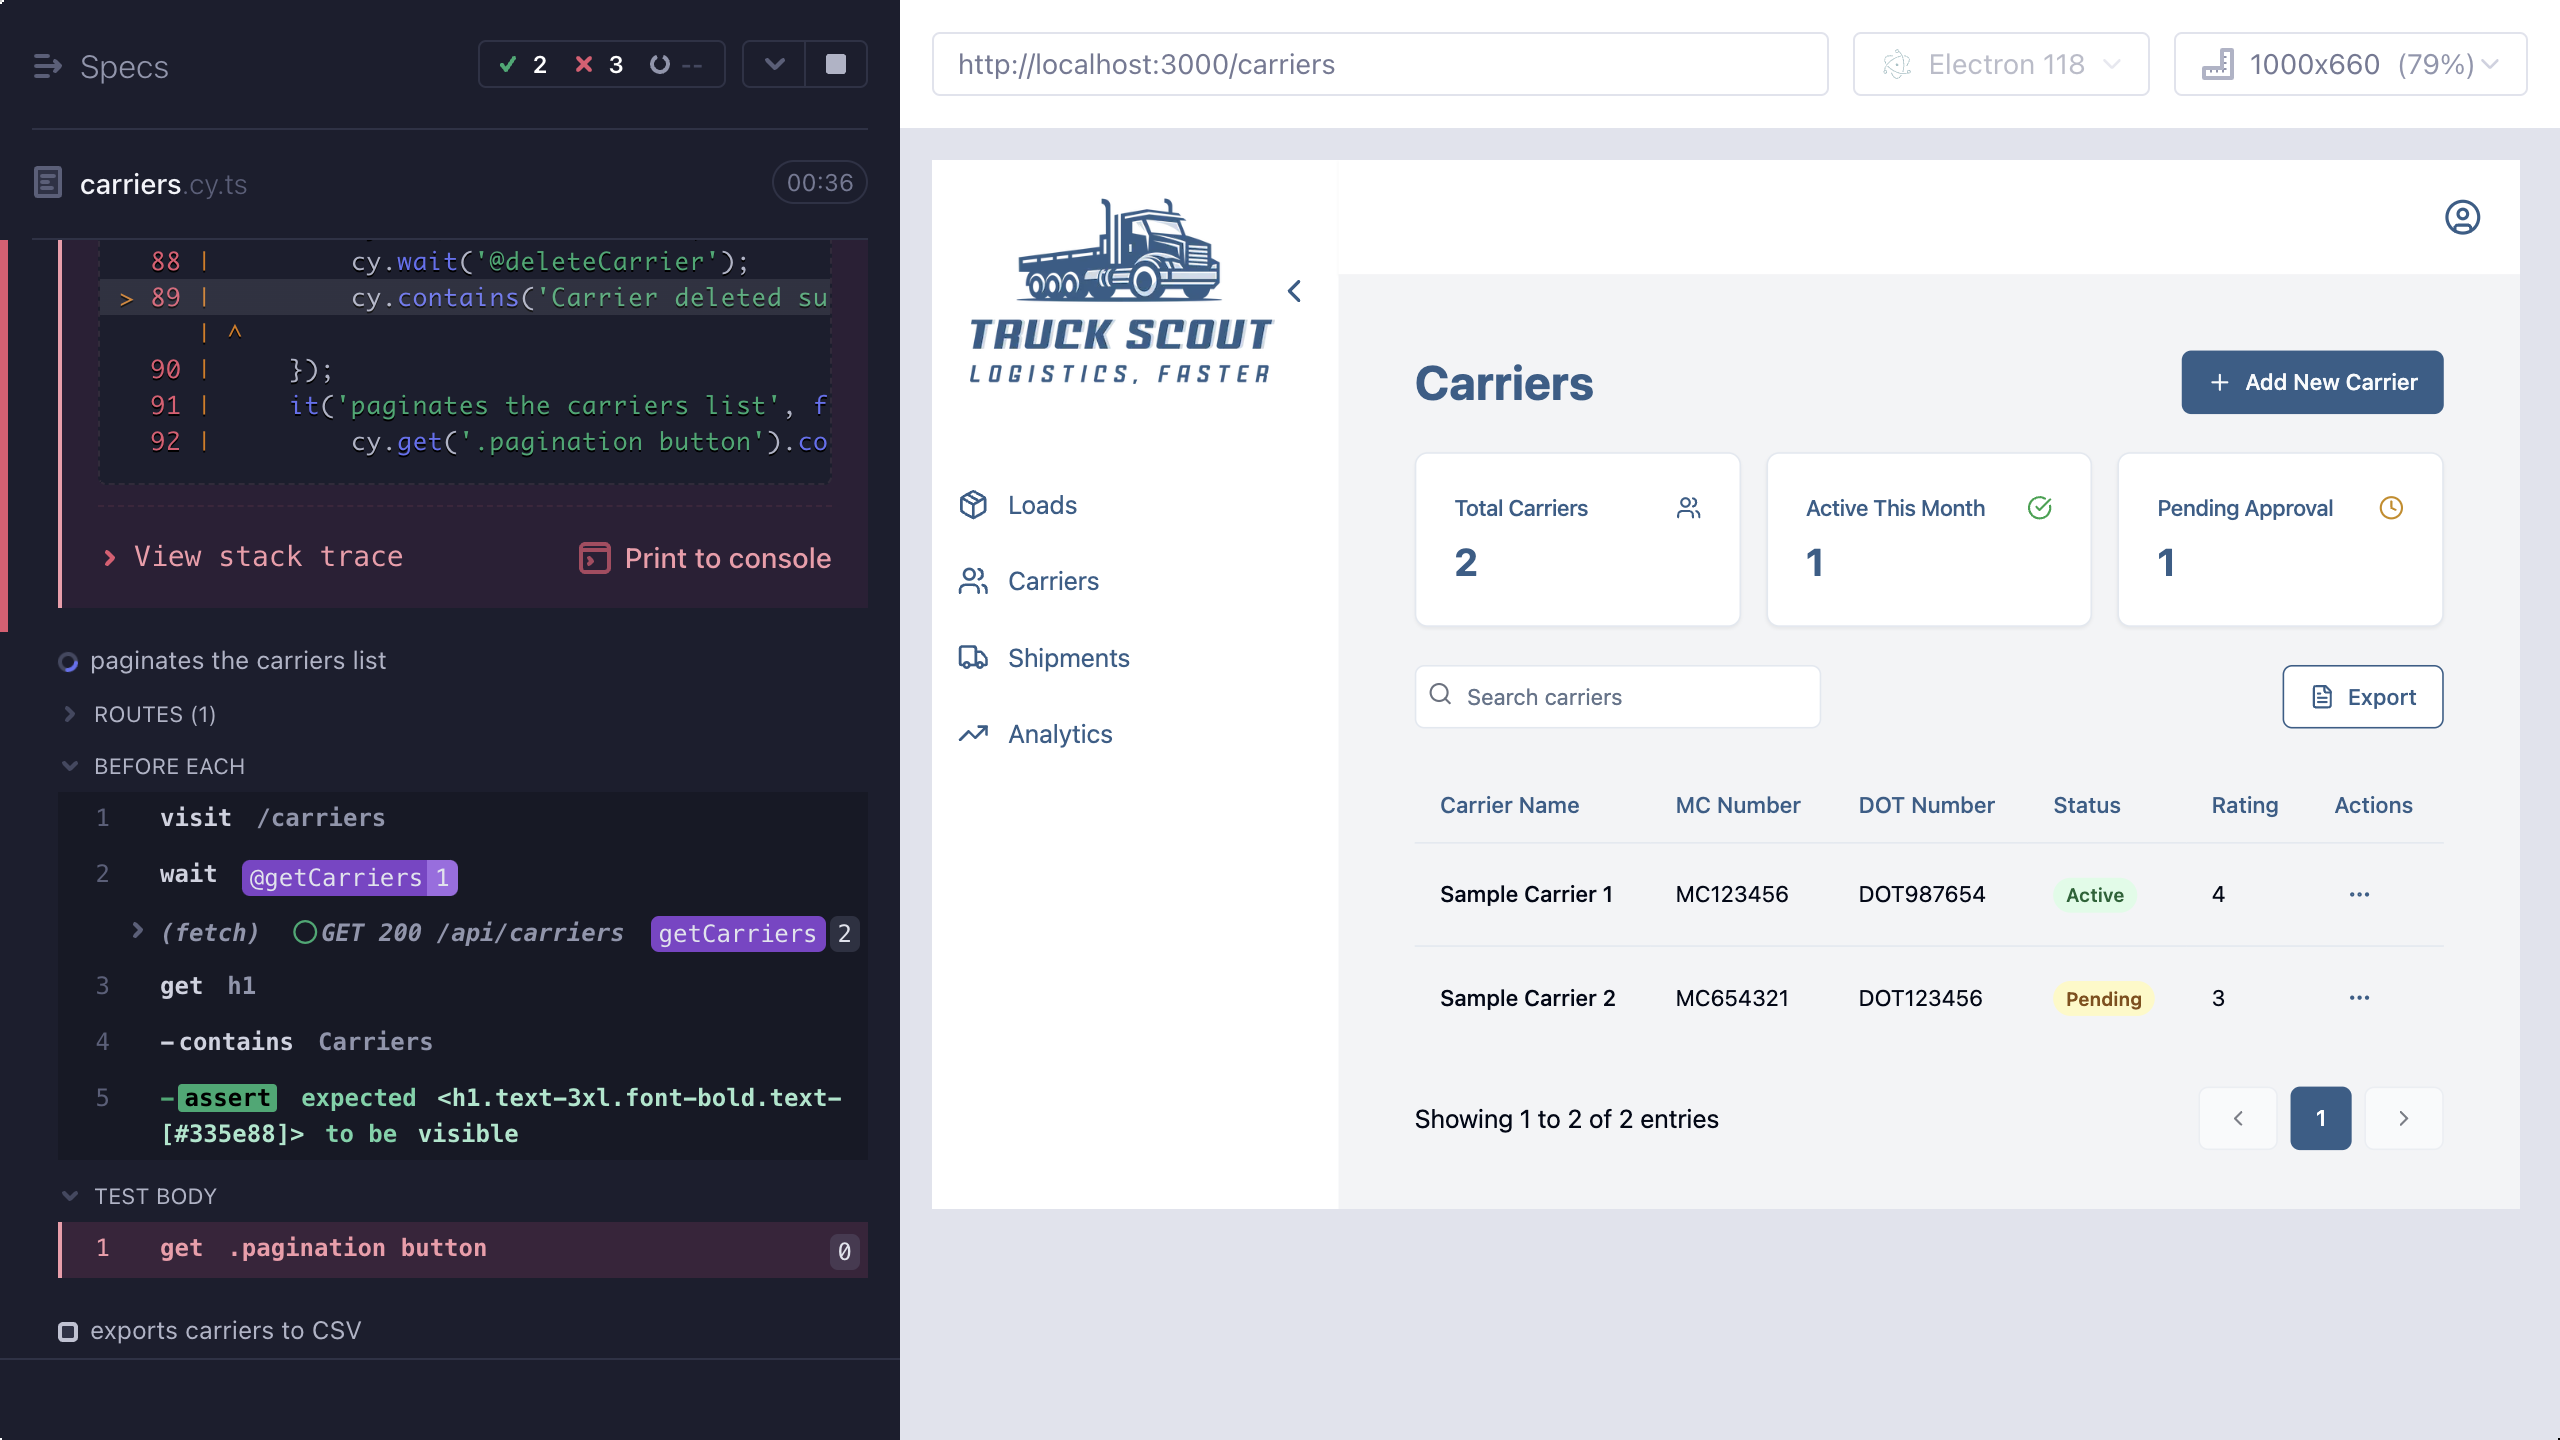 Specs
2 3 --
carriers.cy.ts 00:36
88 | cy.wait('@deleteCarrier');
> 89 | cy.contains('Carrier deleted su
| ^
90 | });
91 | it('paginates the carriers list', f
92 | cy.get('.pagination button').co
View stack trace Print to console
paginates the carriers list
ROUTES (1)
BEFORE EACH
1 visit /carriers
2 wait @getCarriers 1
(fetch) GET 200 /api/carriers getCarriers 2
3 get h1
4 -contains Carriers
5 -assert expected <h1.text-3xl.font-bold.text-
[#335e88]> to be visible
TEST BODY
1 get .pagination button 0
exports carriers to CSV
http://localhost:3000/carriers
Electron 118
1000x660 (79%)
TRUCK SCOUT
LOGISTICS, FASTER
Loads
Carriers
Shipments
Analytics
Carriers
+ Add New Carrier
Total Carriers
2
Active This Month
1
Pending Approval
1
Search carriers
Export
Carrier Name MC Number DOT Number Status Rating Actions
Sample Carrier 1 MC123456 DOT987654 Active 4 ...
Sample Carrier 2 MC654321 DOT123456 Pending 3 ...
Showing 1 to 2 of 2 entries
< 1 >